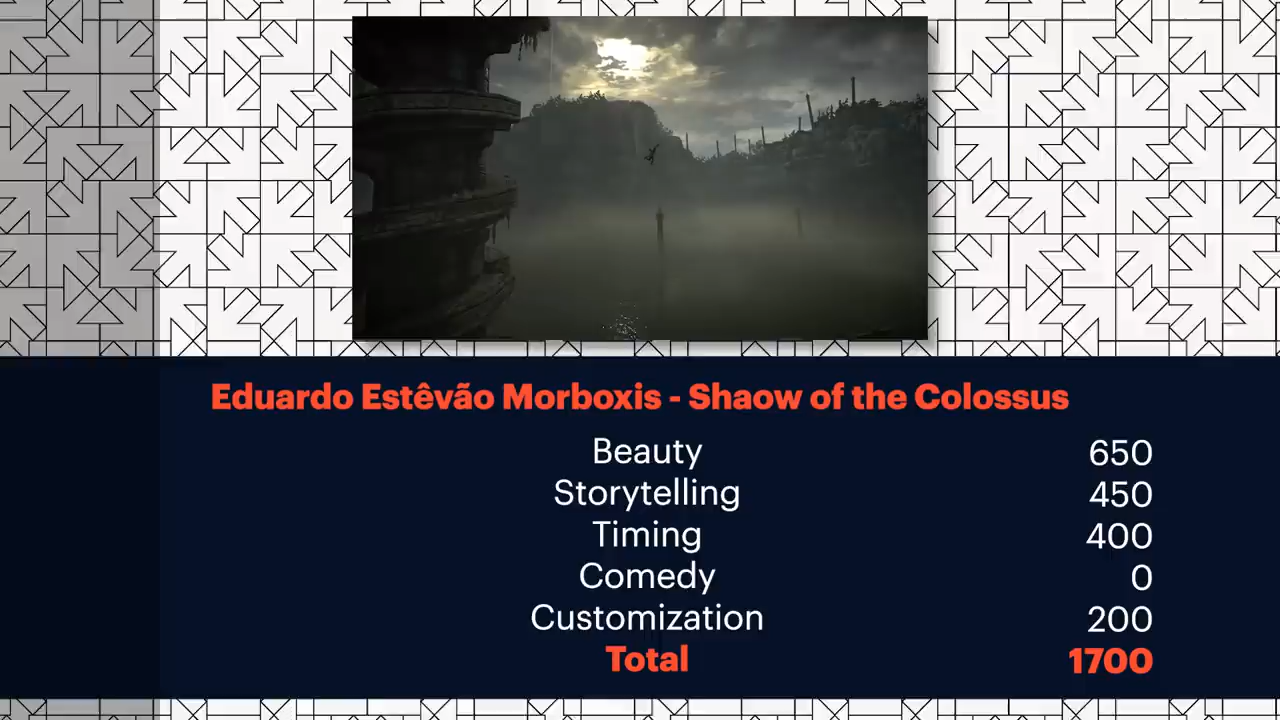 Eduardo Estêvão Morboxis - Shaow of the Colossus
Beauty 650
Storytelling 450
Timing 400
Comedy 0
Customization 200
Total 1700